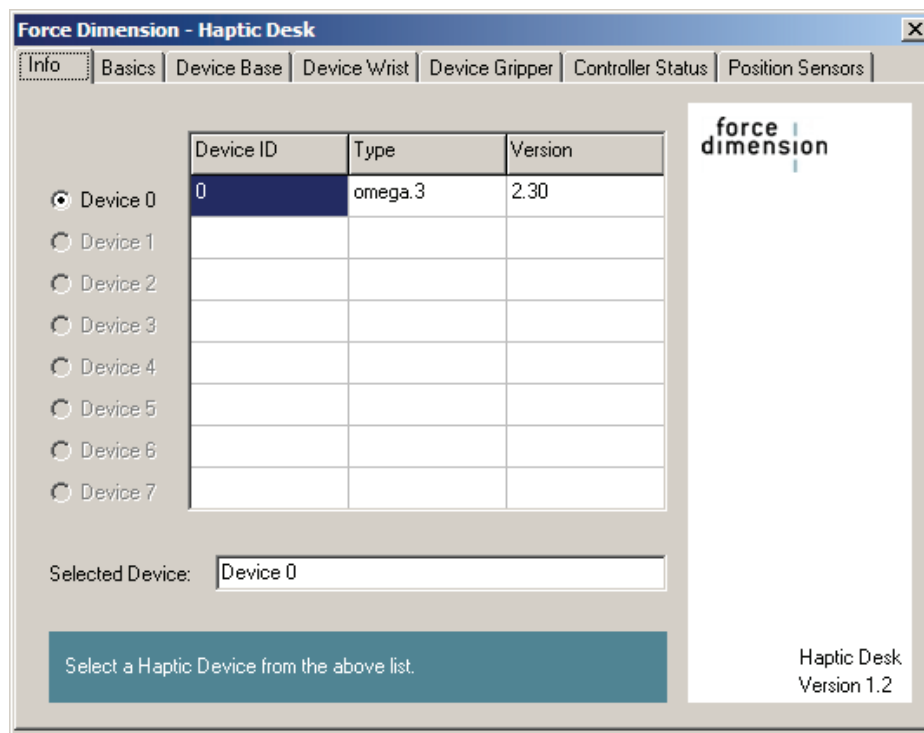 Force Dimension - Haptic Desk
Info Basics Device Base Device Wrist Device Gripper Controller Status Position Sensors
force
dimension
Device ID Type Version
Device 0 0 omega.3 2.30
Device 1
Device 2
Device 3
Device 4
Device 5
Device 6
Device 7
Selected Device: Device 0
Select a Haptic Device from the above list.
Haptic Desk
Version 1.2